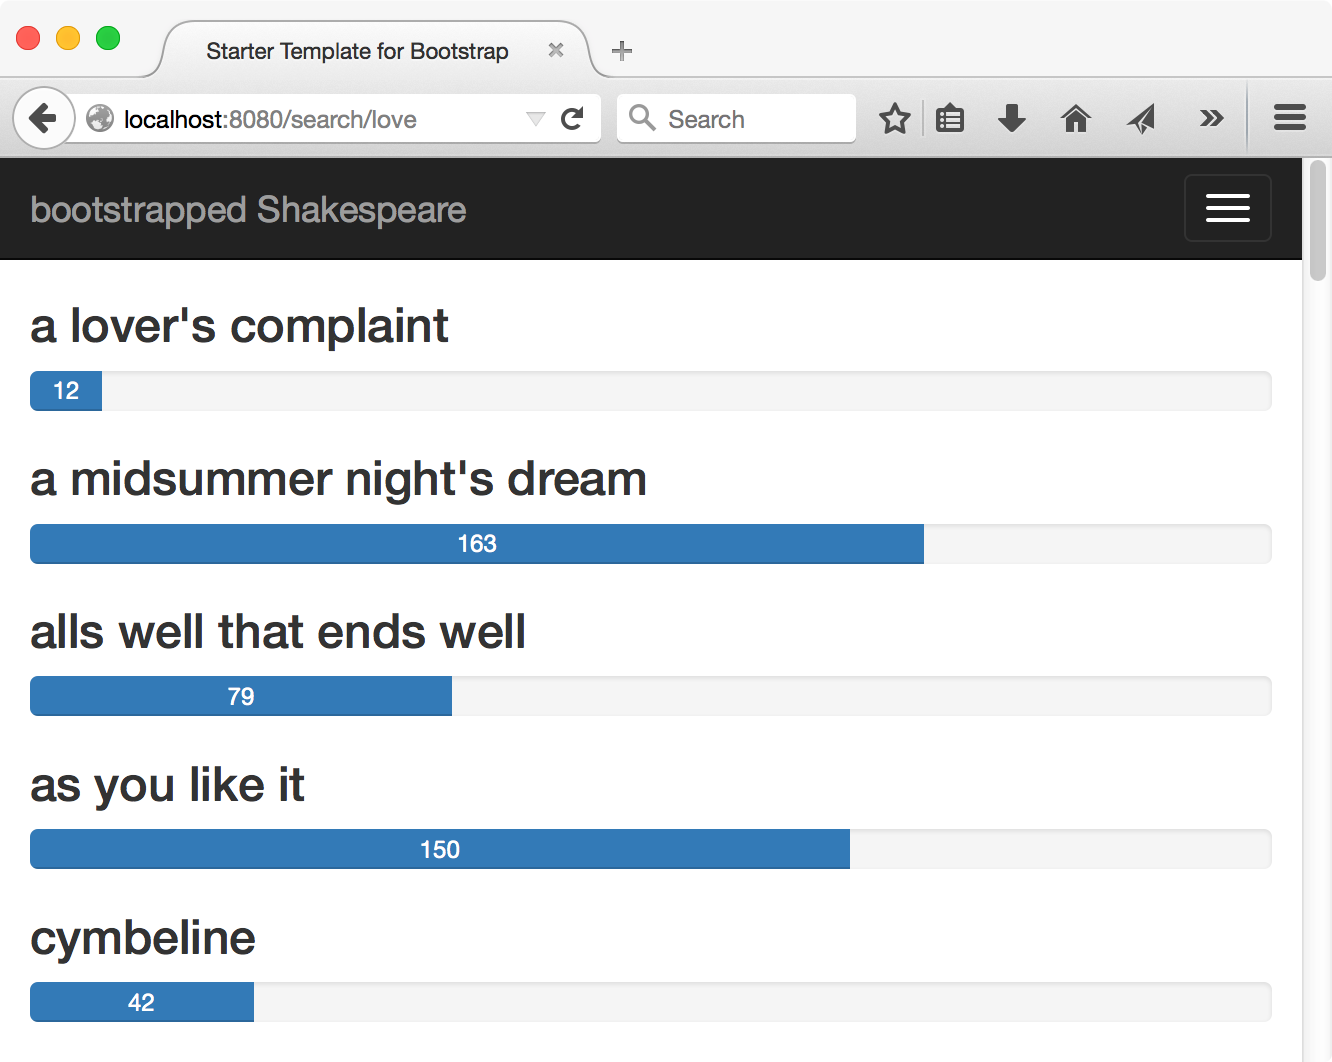 Starter Template for Bootstrap
localhost:8080/search/love
Search
bootstrapped Shakespeare
a lover's complaint
12
a midsummer night's dream
163
alls well that ends well
79
as you like it
150
cymbeline
42